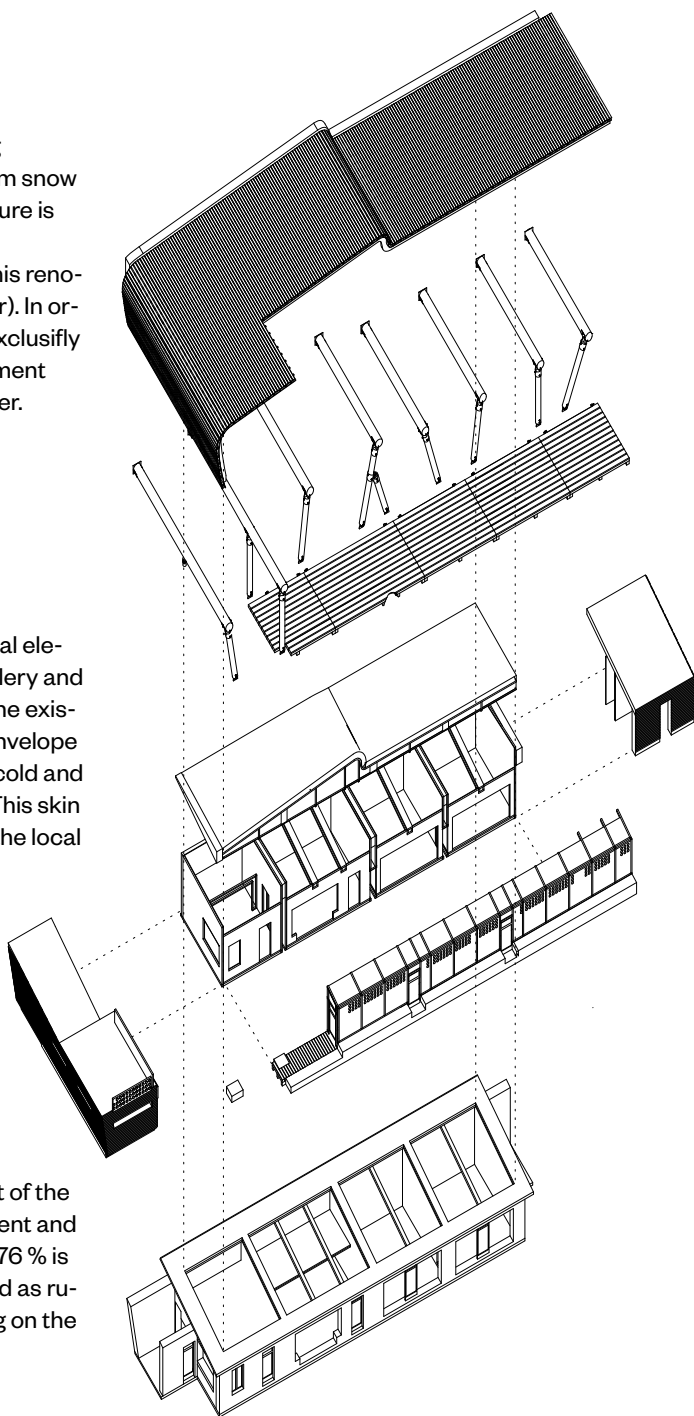 m snow
ure is
his reno-
r). In or-
exclusifly
ment
er.
al ele-
lery and
he exis-
nvelope
cold and
This skin
he local
t of the
ent and
76 % is
d as ru-
g on the